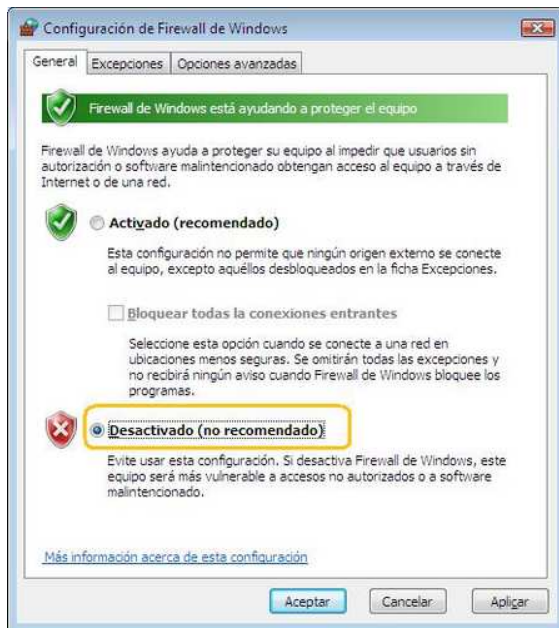 Configuración de Firewall de Windows
General Excepciones Opciones avanzadas
Firewall de Windows está ayudando a proteger el equipo
Firewall de Windows ayuda a proteger su equipo al impedir que usuarios sin
autorización o software malintencionado obtengan acceso al equipo a través de
Internet o de una red.
Activado (recomendado)
Esta configuración no permite que ningún origen externo se conecte
al equipo, excepto aquéllos desbloqueados en la ficha Excepciones.
Bloquear todas la conexiones entrantes
Seleccione esta opción cuando se conecte a una red en
ubicaciones menos seguras. Se omitirán todas las excepciones y
no recibirá ningún aviso cuando Firewall de Windows bloquee los
programas.
Desactivado (no recomendado)
Evite usar esta configuración. Si desactiva Firewall de Windows, este
equipo será más vulnerable a accesos no autorizados o a software
malintencionado.
Más información acerca de esta configuración
Aceptar Cancelar Aplicar